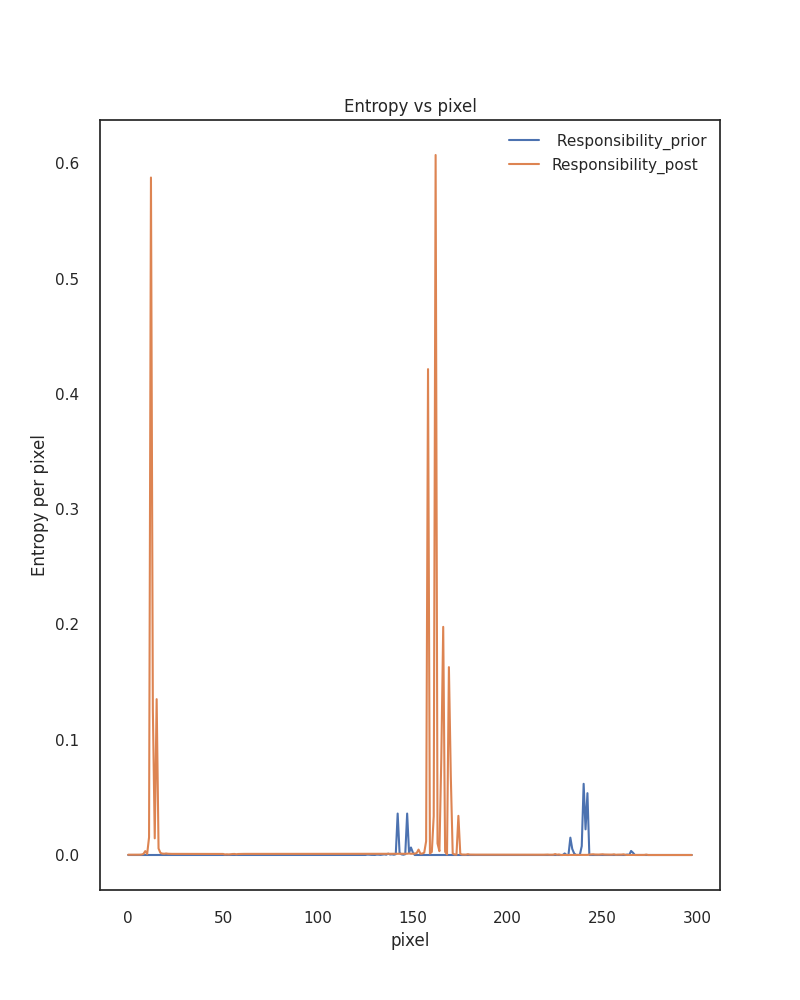 Entropy vs pixel
Responsibility_prior
Responsibility_post
Entropy per pixel
0.6
0.5
0.4
0.3
0.2
0.1
0.0
0 50 100 150 200 250 300
pixel